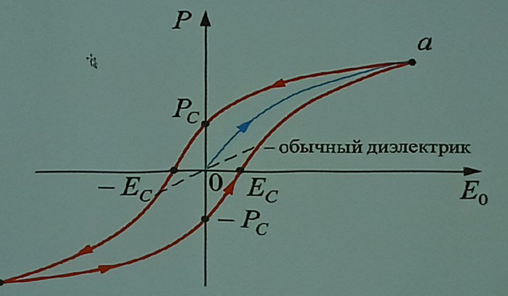 P
a
P_C
обычный диэлектрик
– E_C
0
E_C
E_0
– P_C